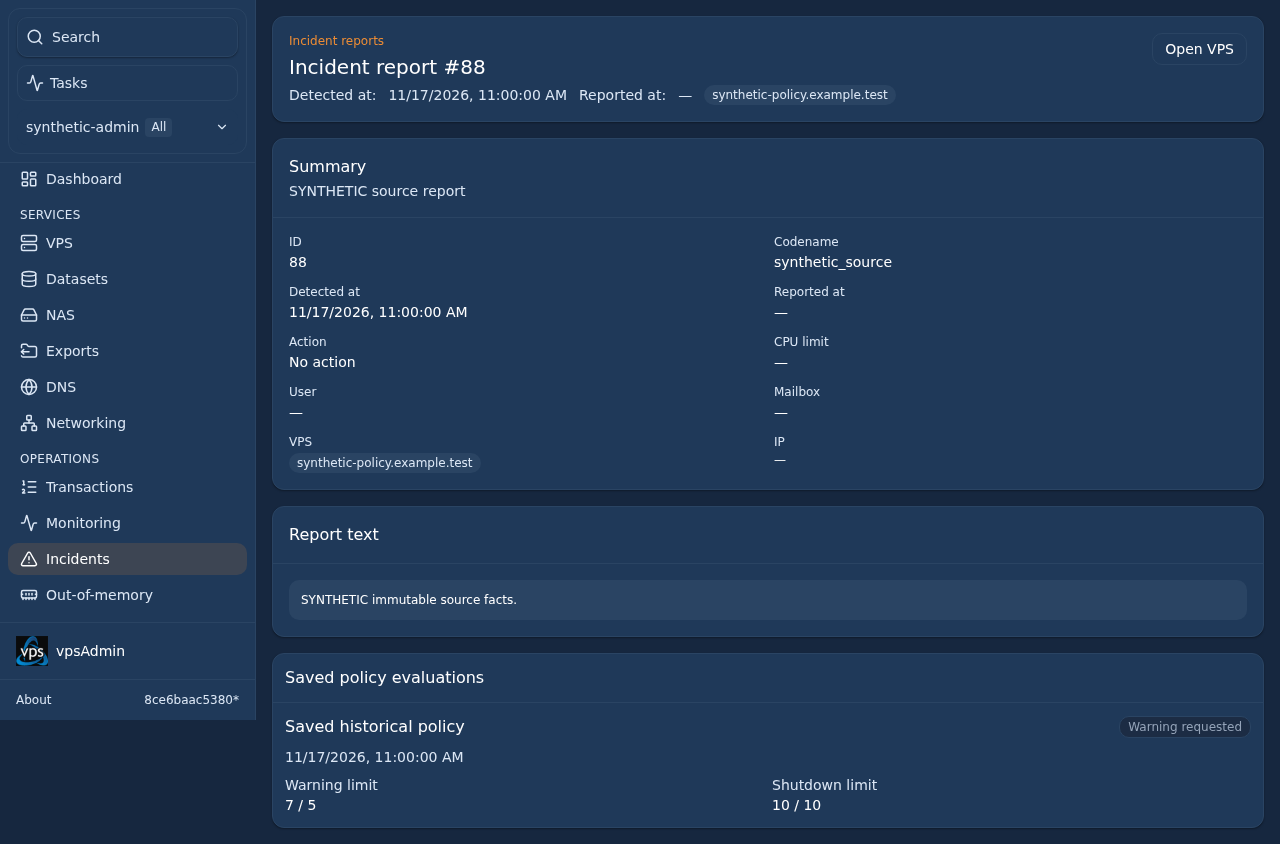 Search
Tasks
synthetic-admin All
Dashboard
SERVICES
VPS
Datasets
NAS
Exports
DNS
Networking
OPERATIONS
Transactions
Monitoring
Incidents
Out-of-memory
vps vpsAdmin
About 8ce6baac5380*
Incident reports
Incident report #88
Detected at: 11/17/2026, 11:00:00 AM Reported at: — synthetic-policy.example.test
Open VPS
Summary
SYNTHETIC source report
ID
88
Codename
synthetic_source
Detected at
11/17/2026, 11:00:00 AM
Reported at
—
Action
No action
CPU limit
—
User
—
Mailbox
—
VPS
synthetic-policy.example.test
IP
—
Report text
SYNTHETIC immutable source facts.
Saved policy evaluations
Saved historical policy
Warning requested
11/17/2026, 11:00:00 AM
Warning limit
7 / 5
Shutdown limit
10 / 10